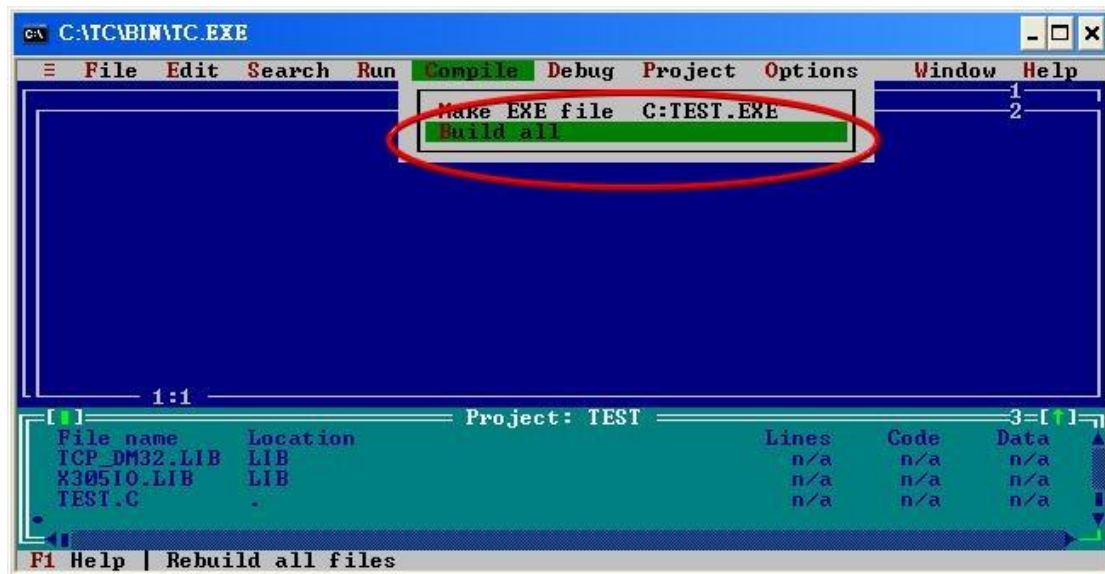 C:\TC\BIN\TC.EXE
≡ File Edit Search Run Compile Debug Project Options Window Help
1
Make EXE file C:TEST.EXE
2
Build all
1:1
Project: TEST
3=[↑]
File name Location Lines Code Data
TCP_DM32.LIB LIB n/a n/a n/a
X305IO.LIB LIB n/a n/a n/a
TEST.C . n/a n/a n/a
F1 Help | Rebuild all files